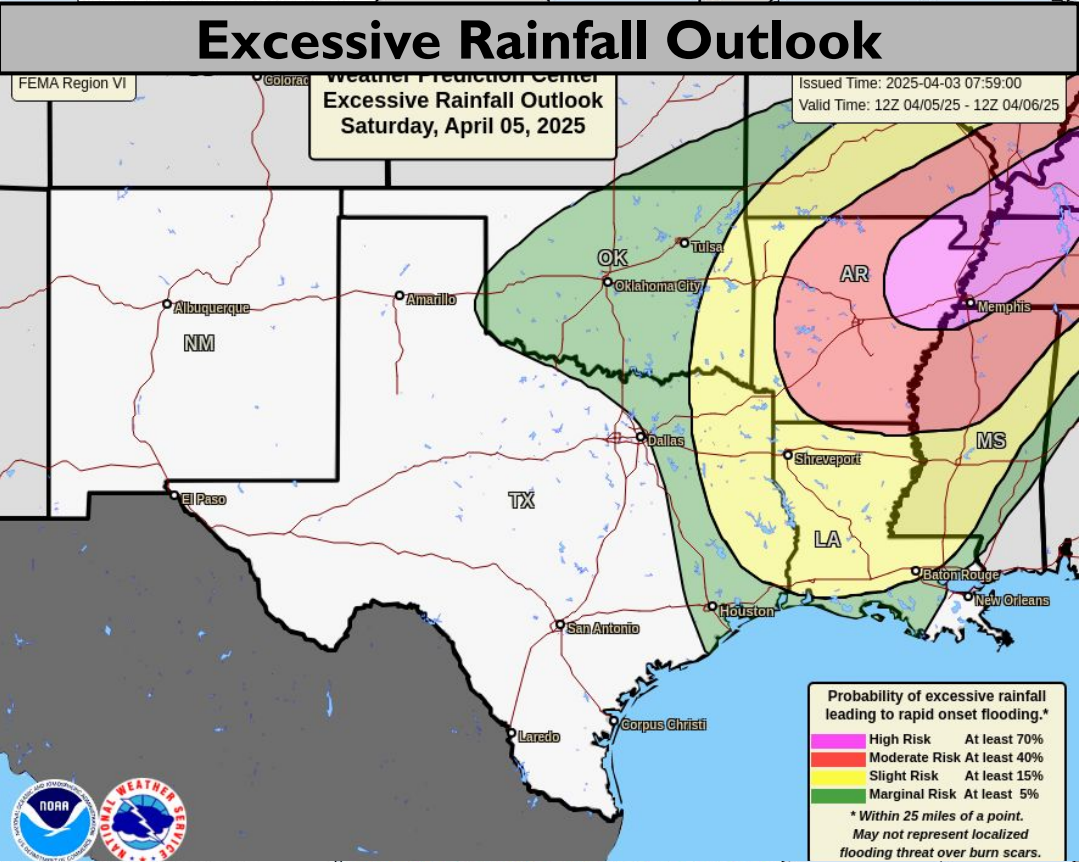 Excessive Rainfall Outlook
FEMA Region VI
Colorad
Weather Prediction Center
Excessive Rainfall Outlook
Saturday, April 05, 2025
Issued Time: 2025-04-03 07:59:00
Valid Time: 12Z 04/05/25 - 12Z 04/06/25
OK
Tulsa
Oklahoma City
AR
Albuquerque
Amarillo
Memphis
NM
Dallas
MS
Shreveport
El Paso
TX
LA
Baton Rouge
New Orleans
Houston
San Antonio
Corpus Christi
Laredo
Probability of excessive rainfall
leading to rapid onset flooding.*
High Risk At least 70%
Moderate Risk At least 40%
Slight Risk At least 15%
Marginal Risk At least 5%
* Within 25 miles of a point.
May not represent localized
flooding threat over burn scars.
NOAA
NATIONAL WEATHER SERVICE